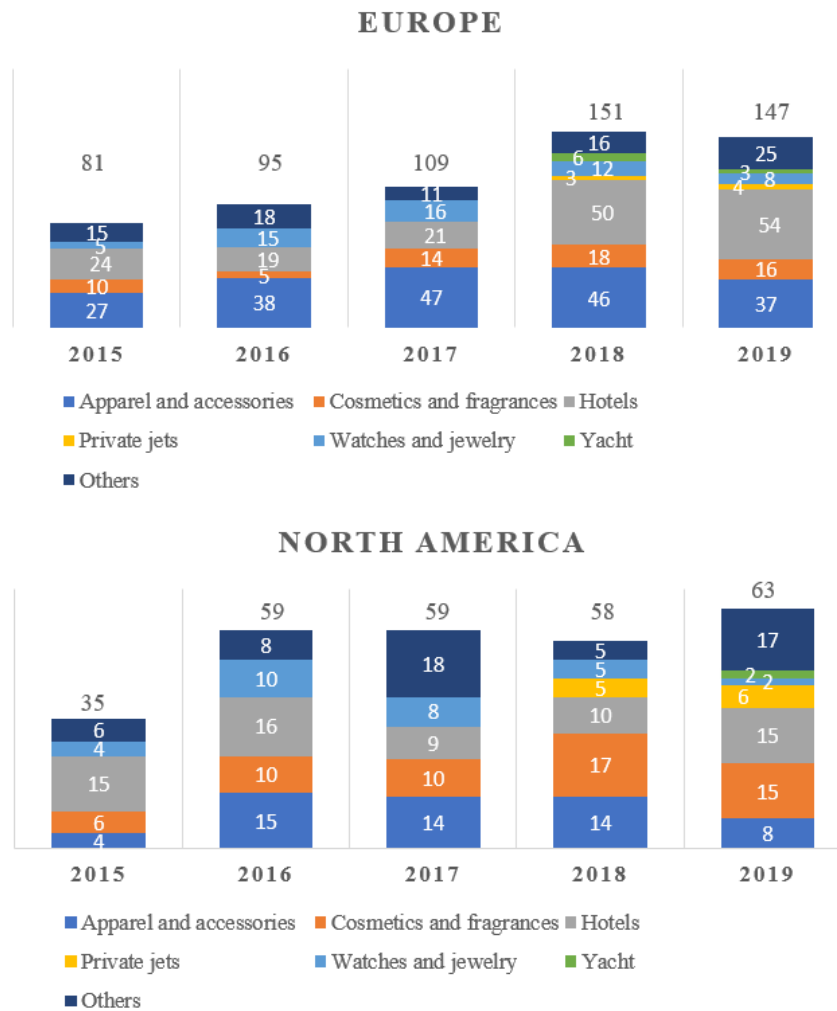 EUROPE
81 95 109 151 147
15 5 24 10 27
18 15 19 5 38
11 16 21 14 47
16 6 12 3 50 18 46
25 3 8 4 54 16 37
2015 2016 2017 2018 2019
Apparel and accessories Cosmetics and fragrances Hotels
Private jets Watches and jewelry Yacht
Others
NORTH AMERICA
35 59 59 58 63
6 4 15 6 4
8 10 16 10 15
18 8 9 10 14
5 5 5 10 17 14
17 2 2 6 15 15 8
2015 2016 2017 2018 2019
Apparel and accessories Cosmetics and fragrances Hotels
Private jets Watches and jewelry Yacht
Others